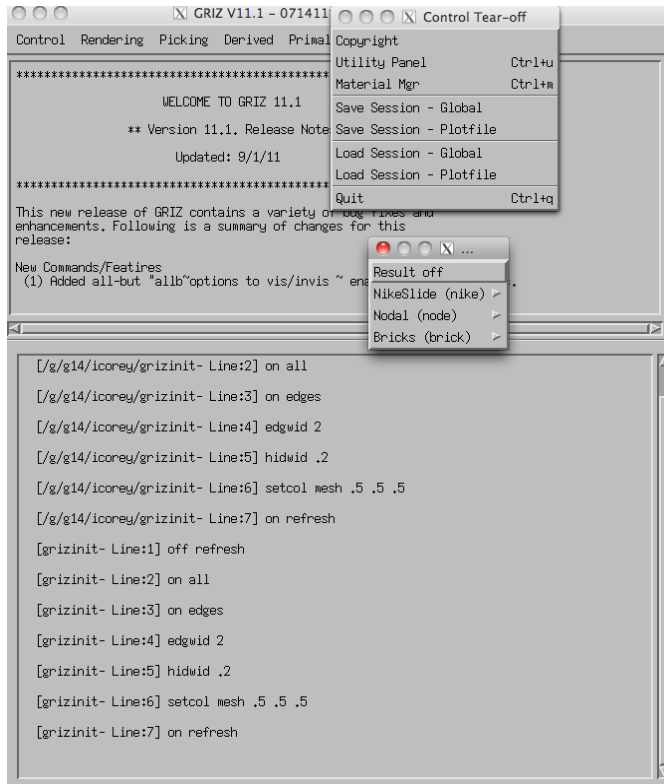 GRIZ V11.1 - 071411
Control Rendering Picking Derived Primal
****************************************
WELCOME TO GRIZ 11.1
** Version 11.1. Release Note
Updated: 9/1/11
****************************************
This new release of GRIZ contains a variety of bug fixes and
enhancements. Following is a summary of changes for this
release:
New Commands/Featires
(1) Added all-but "allb~options to vis/invis ~ ena
Control Tear-off
Copyright
Utility Panel Ctrl+u
Material Mgr Ctrl+m
Save Session - Global
Save Session - Plotfile
Load Session - Global
Load Session - Plotfile
Quit Ctrl+q
X ...
Result off
NikeSlide (nike)
Nodal (node)
Bricks (brick)
[/g/g14/icorey/grizinit- Line:2] on all
[/g/g14/icorey/grizinit- Line:3] on edges
[/g/g14/icorey/grizinit- Line:4] edgwid 2
[/g/g14/icorey/grizinit- Line:5] hidwid .2
[/g/g14/icorey/grizinit- Line:6] setcol mesh .5 .5 .5
[/g/g14/icorey/grizinit- Line:7] on refresh
[grizinit- Line:1] off refresh
[grizinit- Line:2] on all
[grizinit- Line:3] on edges
[grizinit- Line:4] edgwid 2
[grizinit- Line:5] hidwid .2
[grizinit- Line:6] setcol mesh .5 .5 .5
[grizinit- Line:7] on refresh